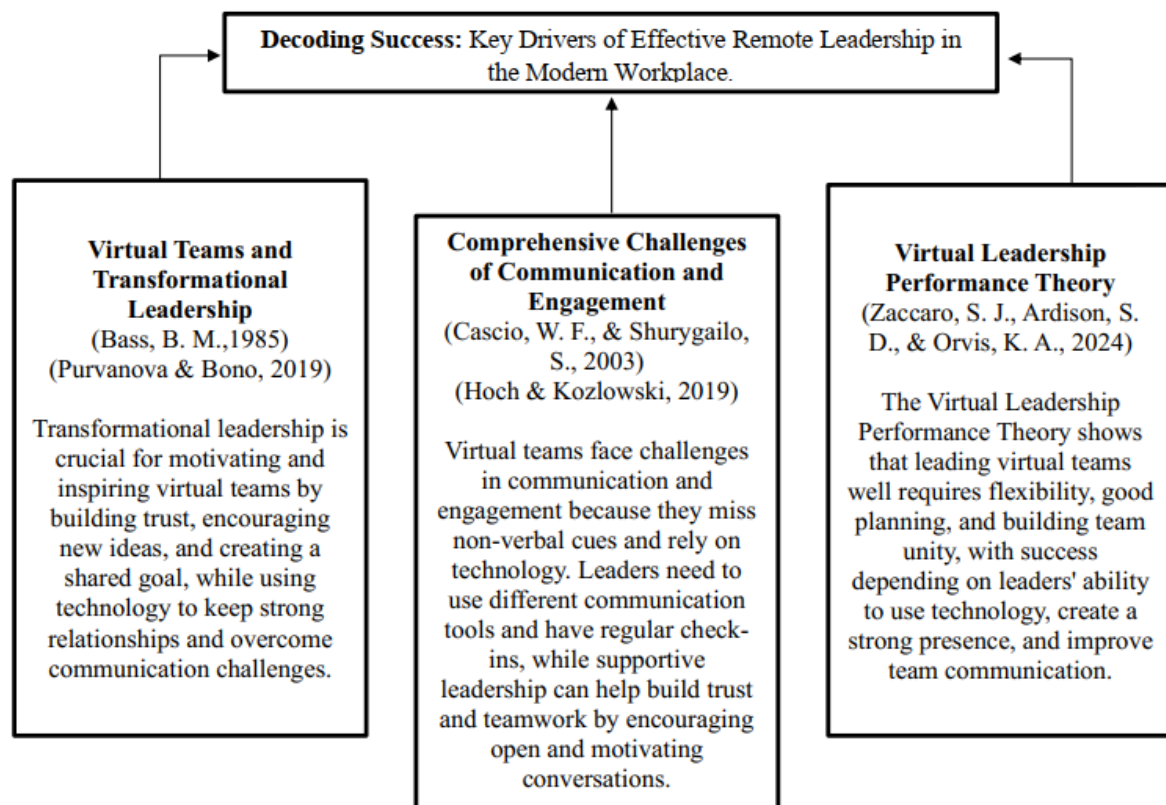 Decoding Success: Key Drivers of Effective Remote Leadership in
the Modern Workplace.
Virtual Teams and
Transformational
Leadership
(Bass, B. M.,1985)
(Purvanova & Bono, 2019)
Transformational leadership is
crucial for motivating and
inspiring virtual teams by
building trust, encouraging
new ideas, and creating a
shared goal, while using
technology to keep strong
relationships and overcome
communication challenges.
Comprehensive Challenges
of Communication and
Engagement
(Cascio, W. F., & Shurygailo,
S., 2003)
(Hoch & Kozlowski, 2019)
Virtual teams face challenges
in communication and
engagement because they miss
non-verbal cues and rely on
technology. Leaders need to
use different communication
tools and have regular check-
ins, while supportive
leadership can help build trust
and teamwork by encouraging
open and motivating
conversations.
Virtual Leadership
Performance Theory
(Zaccaro, S. J., Ardison, S.
D., & Orvis, K. A., 2024)
The Virtual Leadership
Performance Theory shows
that leading virtual teams
well requires flexibility, good
planning, and building team
unity, with success
depending on leaders' ability
to use technology, create a
strong presence, and improve
team communication.